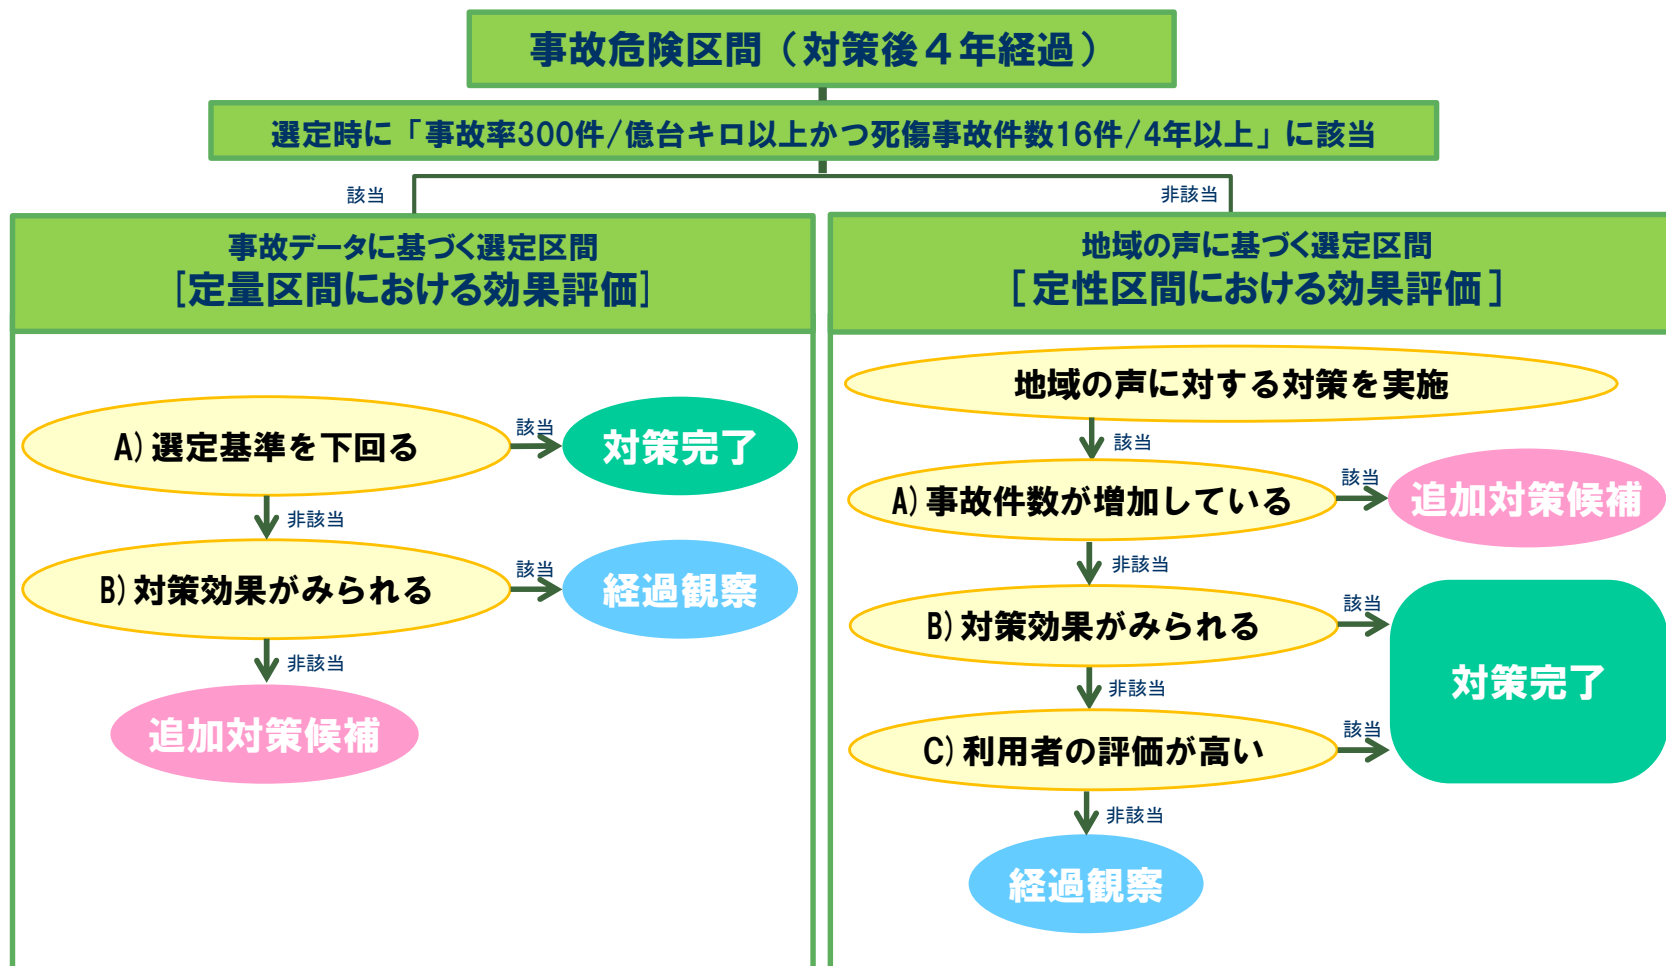 事故危険区間（対策後４年経過）
選定時に「事故率300件/億台キロ以上かつ死傷事故件数16件/4年以上」に該当
該当
非該当
事故データに基づく選定区間
[定量区間における効果評価]
A)選定基準を下回る
該当
対策完了
非該当
B)対策効果がみられる
該当
経過観察
非該当
追加対策候補
地域の声に基づく選定区間
[定性区間における効果評価]
地域の声に対する対策を実施
該当
A)事故件数が増加している
該当
追加対策候補
非該当
B)対策効果がみられる
該当
対策完了
非該当
C)利用者の評価が高い
該当
非該当
経過観察